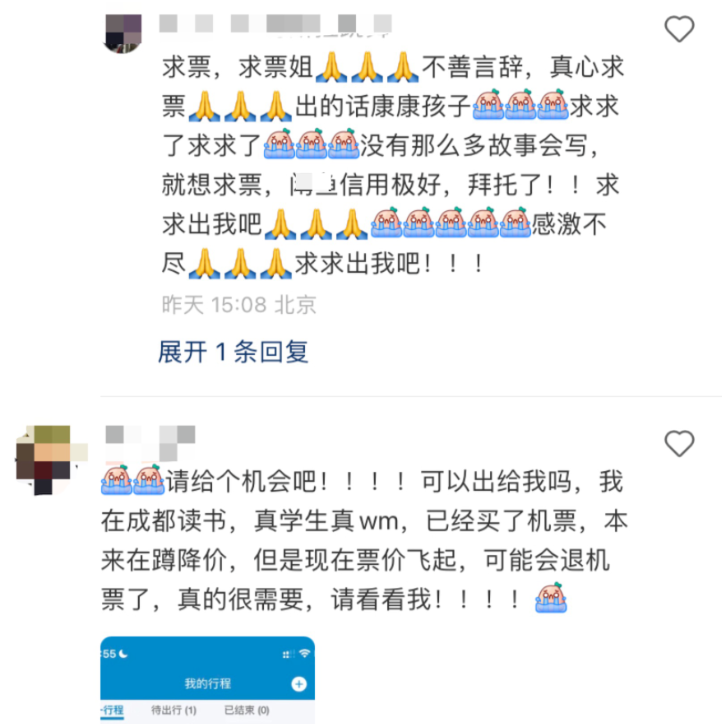 求票，求票姐🙏🙏🙏不善言辞，真心求
票🙏🙏🙏出的话康康孩子求求
了求求了没有那么多故事会写，
就想求票，闲鱼信用极好，拜托了！！求
求出我吧🙏🙏🙏感激不
尽🙏🙏🙏求求出我吧！！！
昨天 15:08 北京
展开 1 条回复
请给个机会吧！！！！可以出给我吗，我
在成都读书，真学生真wm，已经买了机票，本
来在蹲降价，但是现在票价飞起，可能会退机
票了，真的很需要，请看看我！！！！
:55
我的行程
行程 待出行 (1) 已结束 (0)